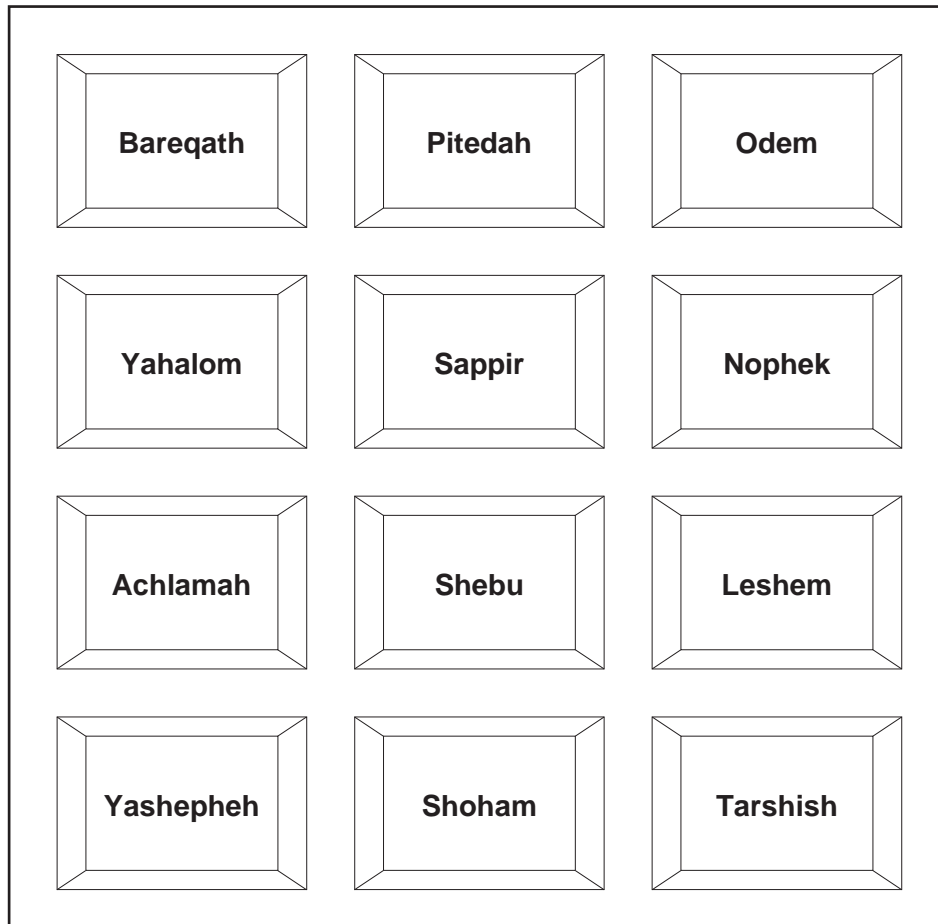 Bareqath Pitedah Odem
Yahalom Sappir Nophek
Achlamah Shebu Leshem
Yashepheh Shoham Tarshish